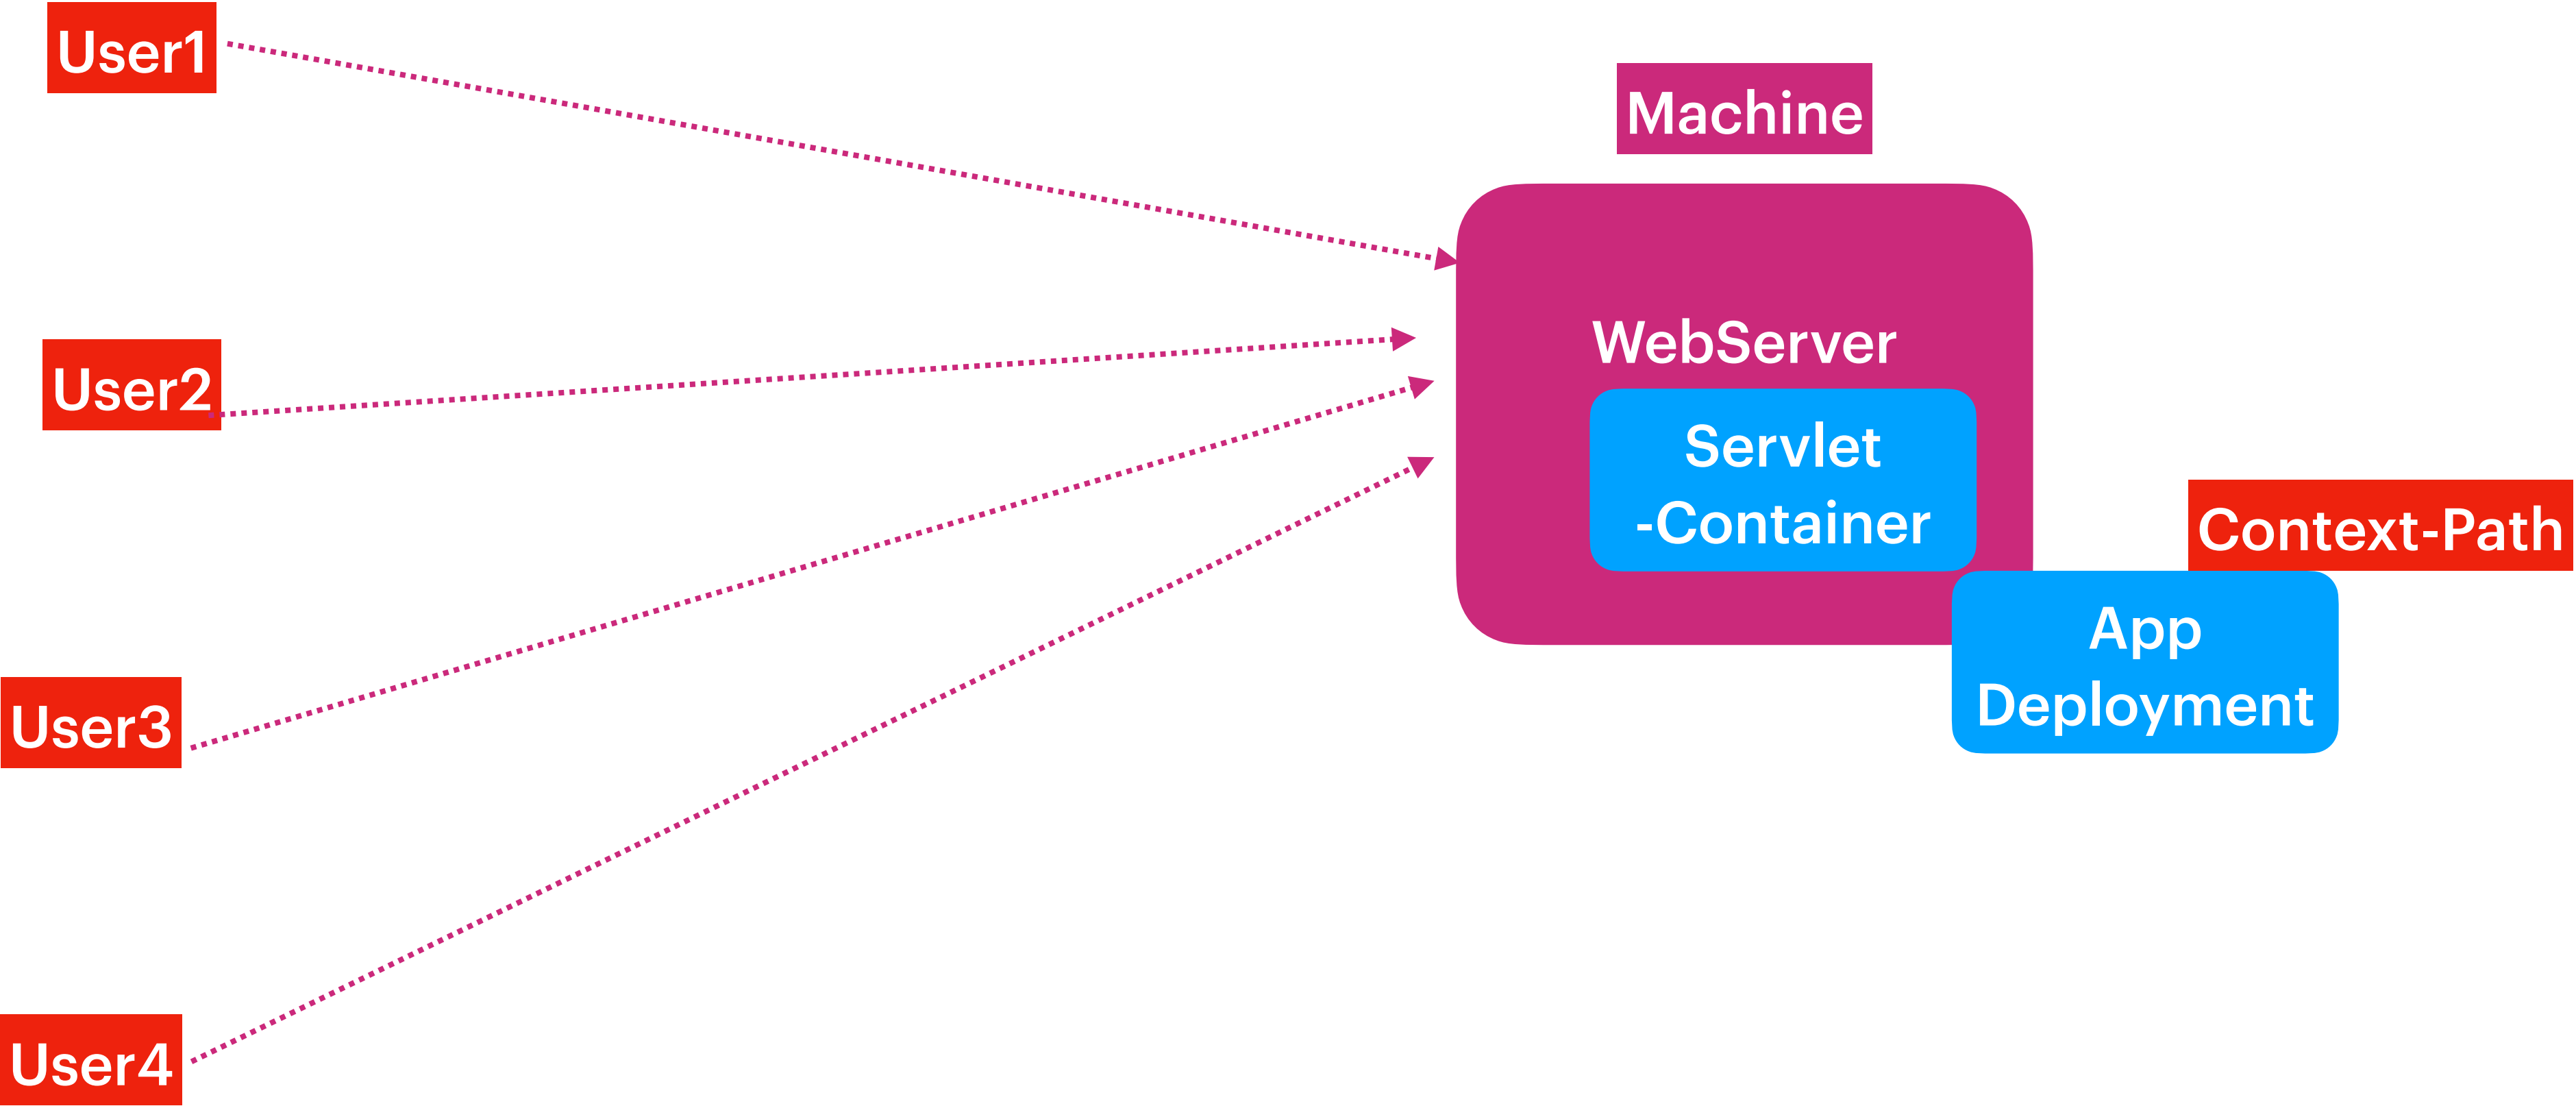 User1
Machine
WebServer
User2
Servlet
-Container
Context-Path
App
Deployment
User3
User4